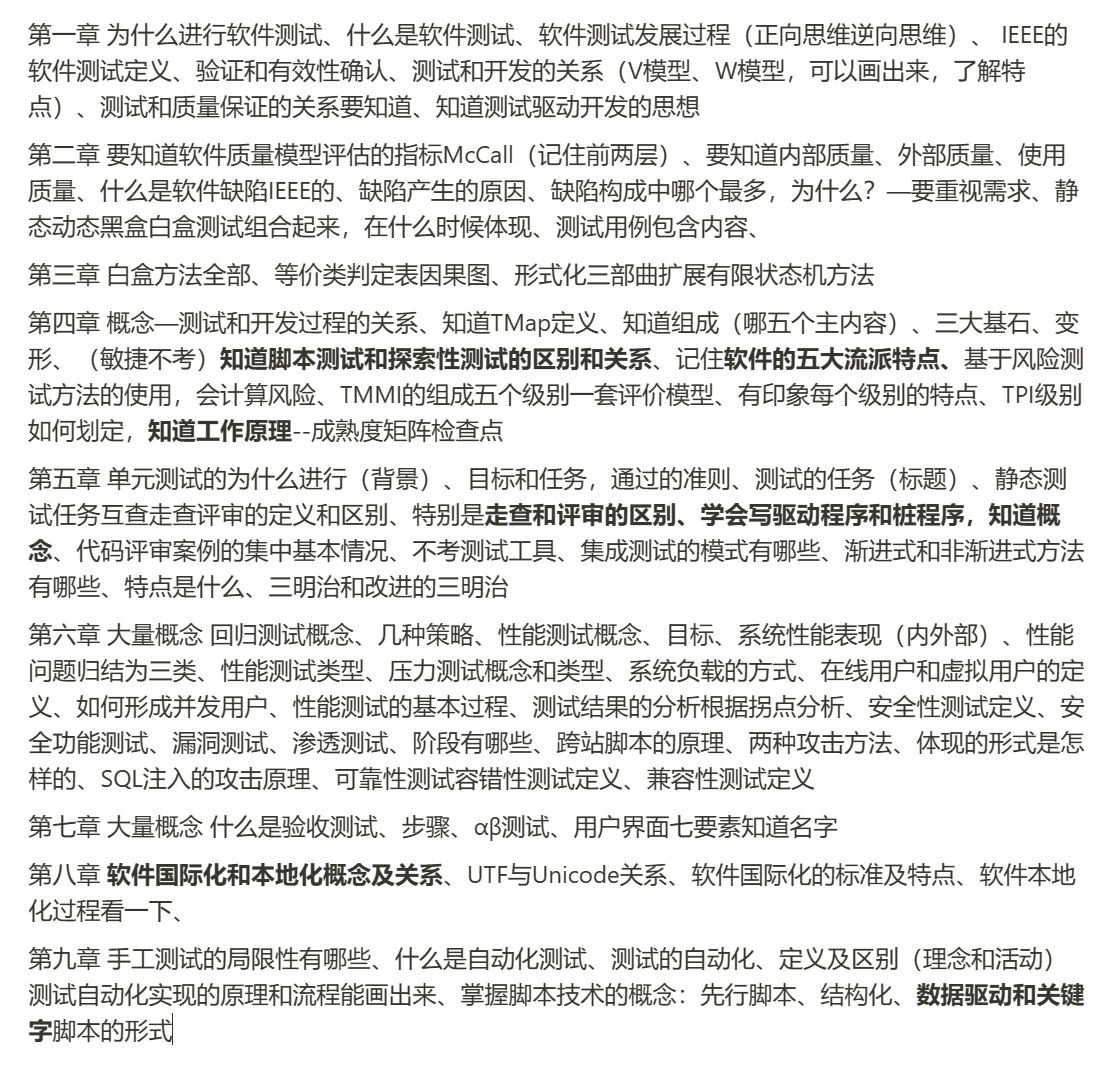 第一章 为什么进行软件测试、什么是软件测试、软件测试发展过程（正向思维逆向思维）、 IEEE的
软件测试定义、验证和有效性确认、测试和开发的关系（V模型、W模型，可以画出来，了解特
点）、测试和质量保证的关系要知道、知道测试驱动开发的思想
第二章 要知道软件质量模型评估的指标McCall（记住前两层）、要知道内部质量、外部质量、使用
质量、什么是软件缺陷IEEE的、缺陷产生的原因、缺陷构成中哪个最多，为什么？—要重视需求、静
态动态黑盒白盒测试组合起来，在什么时候体现、测试用例包含内容、
第三章 白盒方法全部、等价类判定表因果图、形式化三部曲扩展有限状态机方法
第四章 概念—测试和开发过程的关系、知道TMap定义、知道组成（哪五个主内容）、三大基石、变
形、（敏捷不考）知道脚本测试和探索性测试的区别和关系、记住软件的五大流派特点、基于风险测
试方法的使用，会计算风险、TMMI的组成五个级别一套评价模型、有印象每个级别的特点、TPI级别
如何划定，知道工作原理--成熟度矩阵检查点
第五章 单元测试的为什么进行（背景）、目标和任务，通过的准则、测试的任务（标题）、静态测
试任务互查走查评审的定义和区别、特别是走查和评审的区别、学会写驱动程序和桩程序，知道概
念、代码评审案例的集中基本情况、不考测试工具、集成测试的模式有哪些、渐进式和非渐进式方法
有哪些、特点是什么、三明治和改进的三明治
第六章 大量概念 回归测试概念、几种策略、性能测试概念、目标、系统性能表现（内外部）、性能
问题归结为三类、性能测试类型、压力测试概念和类型、系统负载的方式、在线用户和虚拟用户的定
义、如何形成并发用户、性能测试的基本过程、测试结果的分析根据拐点分析、安全性测试定义、安
全功能测试、漏洞测试、渗透测试、阶段有哪些、跨站脚本的原理、两种攻击方法、体现的形式是怎
样的、SQL注入的攻击原理、可靠性测试容错性测试定义、兼容性测试定义
第七章 大量概念 什么是验收测试、步骤、αβ测试、用户界面七要素知道名字
第八章 软件国际化和本地化概念及关系、UTF与Unicode关系、软件国际化的标准及特点、软件本地
化过程看一下、
第九章 手工测试的局限性有哪些、什么是自动化测试、测试的自动化、定义及区别（理念和活动）
测试自动化实现的原理和流程能画出来、掌握脚本技术的概念：先行脚本、结构化、数据驱动和关键
字脚本的形式